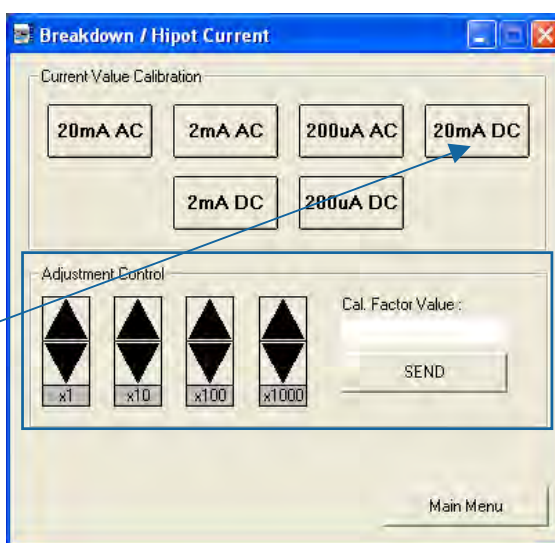 Breakdown / Hipot Current
Current Value Calibration
20mA AC 2mA AC 200uA AC 20mA DC
2mA DC 200uA DC
Adjustment Control
Cal. Factor Value :
SEND
x1 x10 x100 x1000
Main Menu